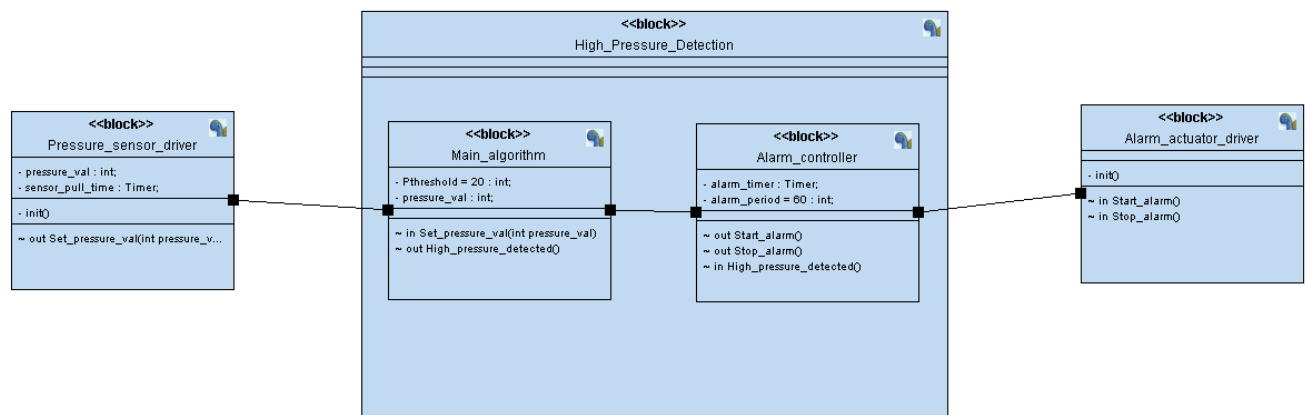 <<block>>
High_Pressure_Detection
<<block>>
Pressure_sensor_driver
- pressure_val : int;
- sensor_pull_time : Timer;
- init()
~ out Set_pressure_val(int pressure_v...
<<block>>
Main_algorithm
- Pthreshold = 20 : int;
- pressure_val : int;
~ in Set_pressure_val(int pressure_val)
~ out High_pressure_detected()
<<block>>
Alarm_controller
- alarm_timer : Timer;
- alarm_period = 60 : int;
~ out Start_alarm()
~ out Stop_alarm()
~ in High_pressure_detected()
<<block>>
Alarm_actuator_driver
- init()
~ in Start_alarm()
~ in Stop_alarm()